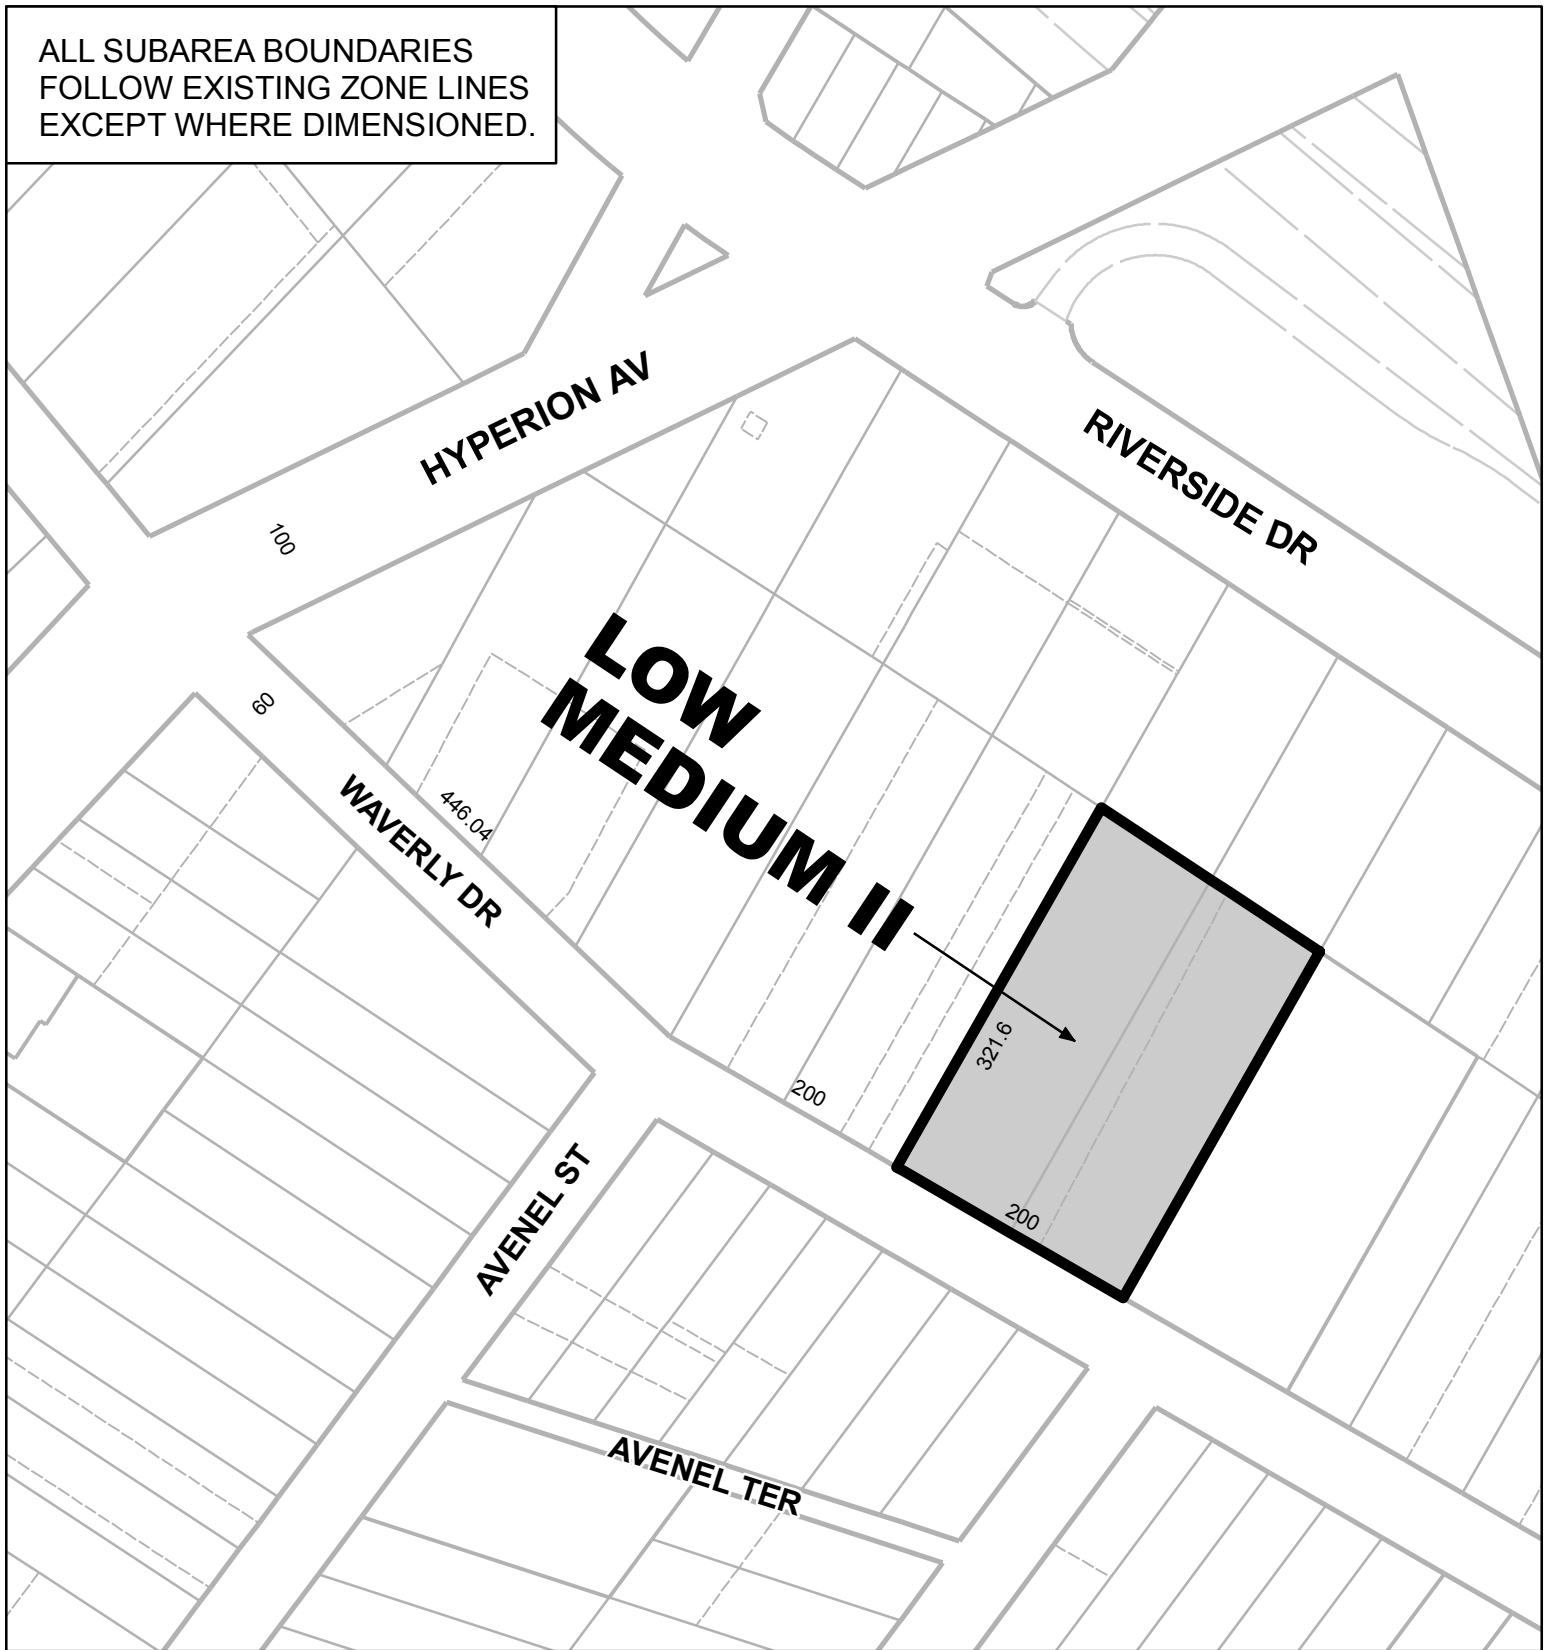 ALL SUBAREA BOUNDARIES
FOLLOW EXISTING ZONE LINES
EXCEPT WHERE DIMENSIONED.
HYPERION AV
RIVERSIDE DR
100
60
LOW
MEDIUM II
446.04
WAVERLY DR
321.6
200
200
AVENEL ST
AVENEL TER